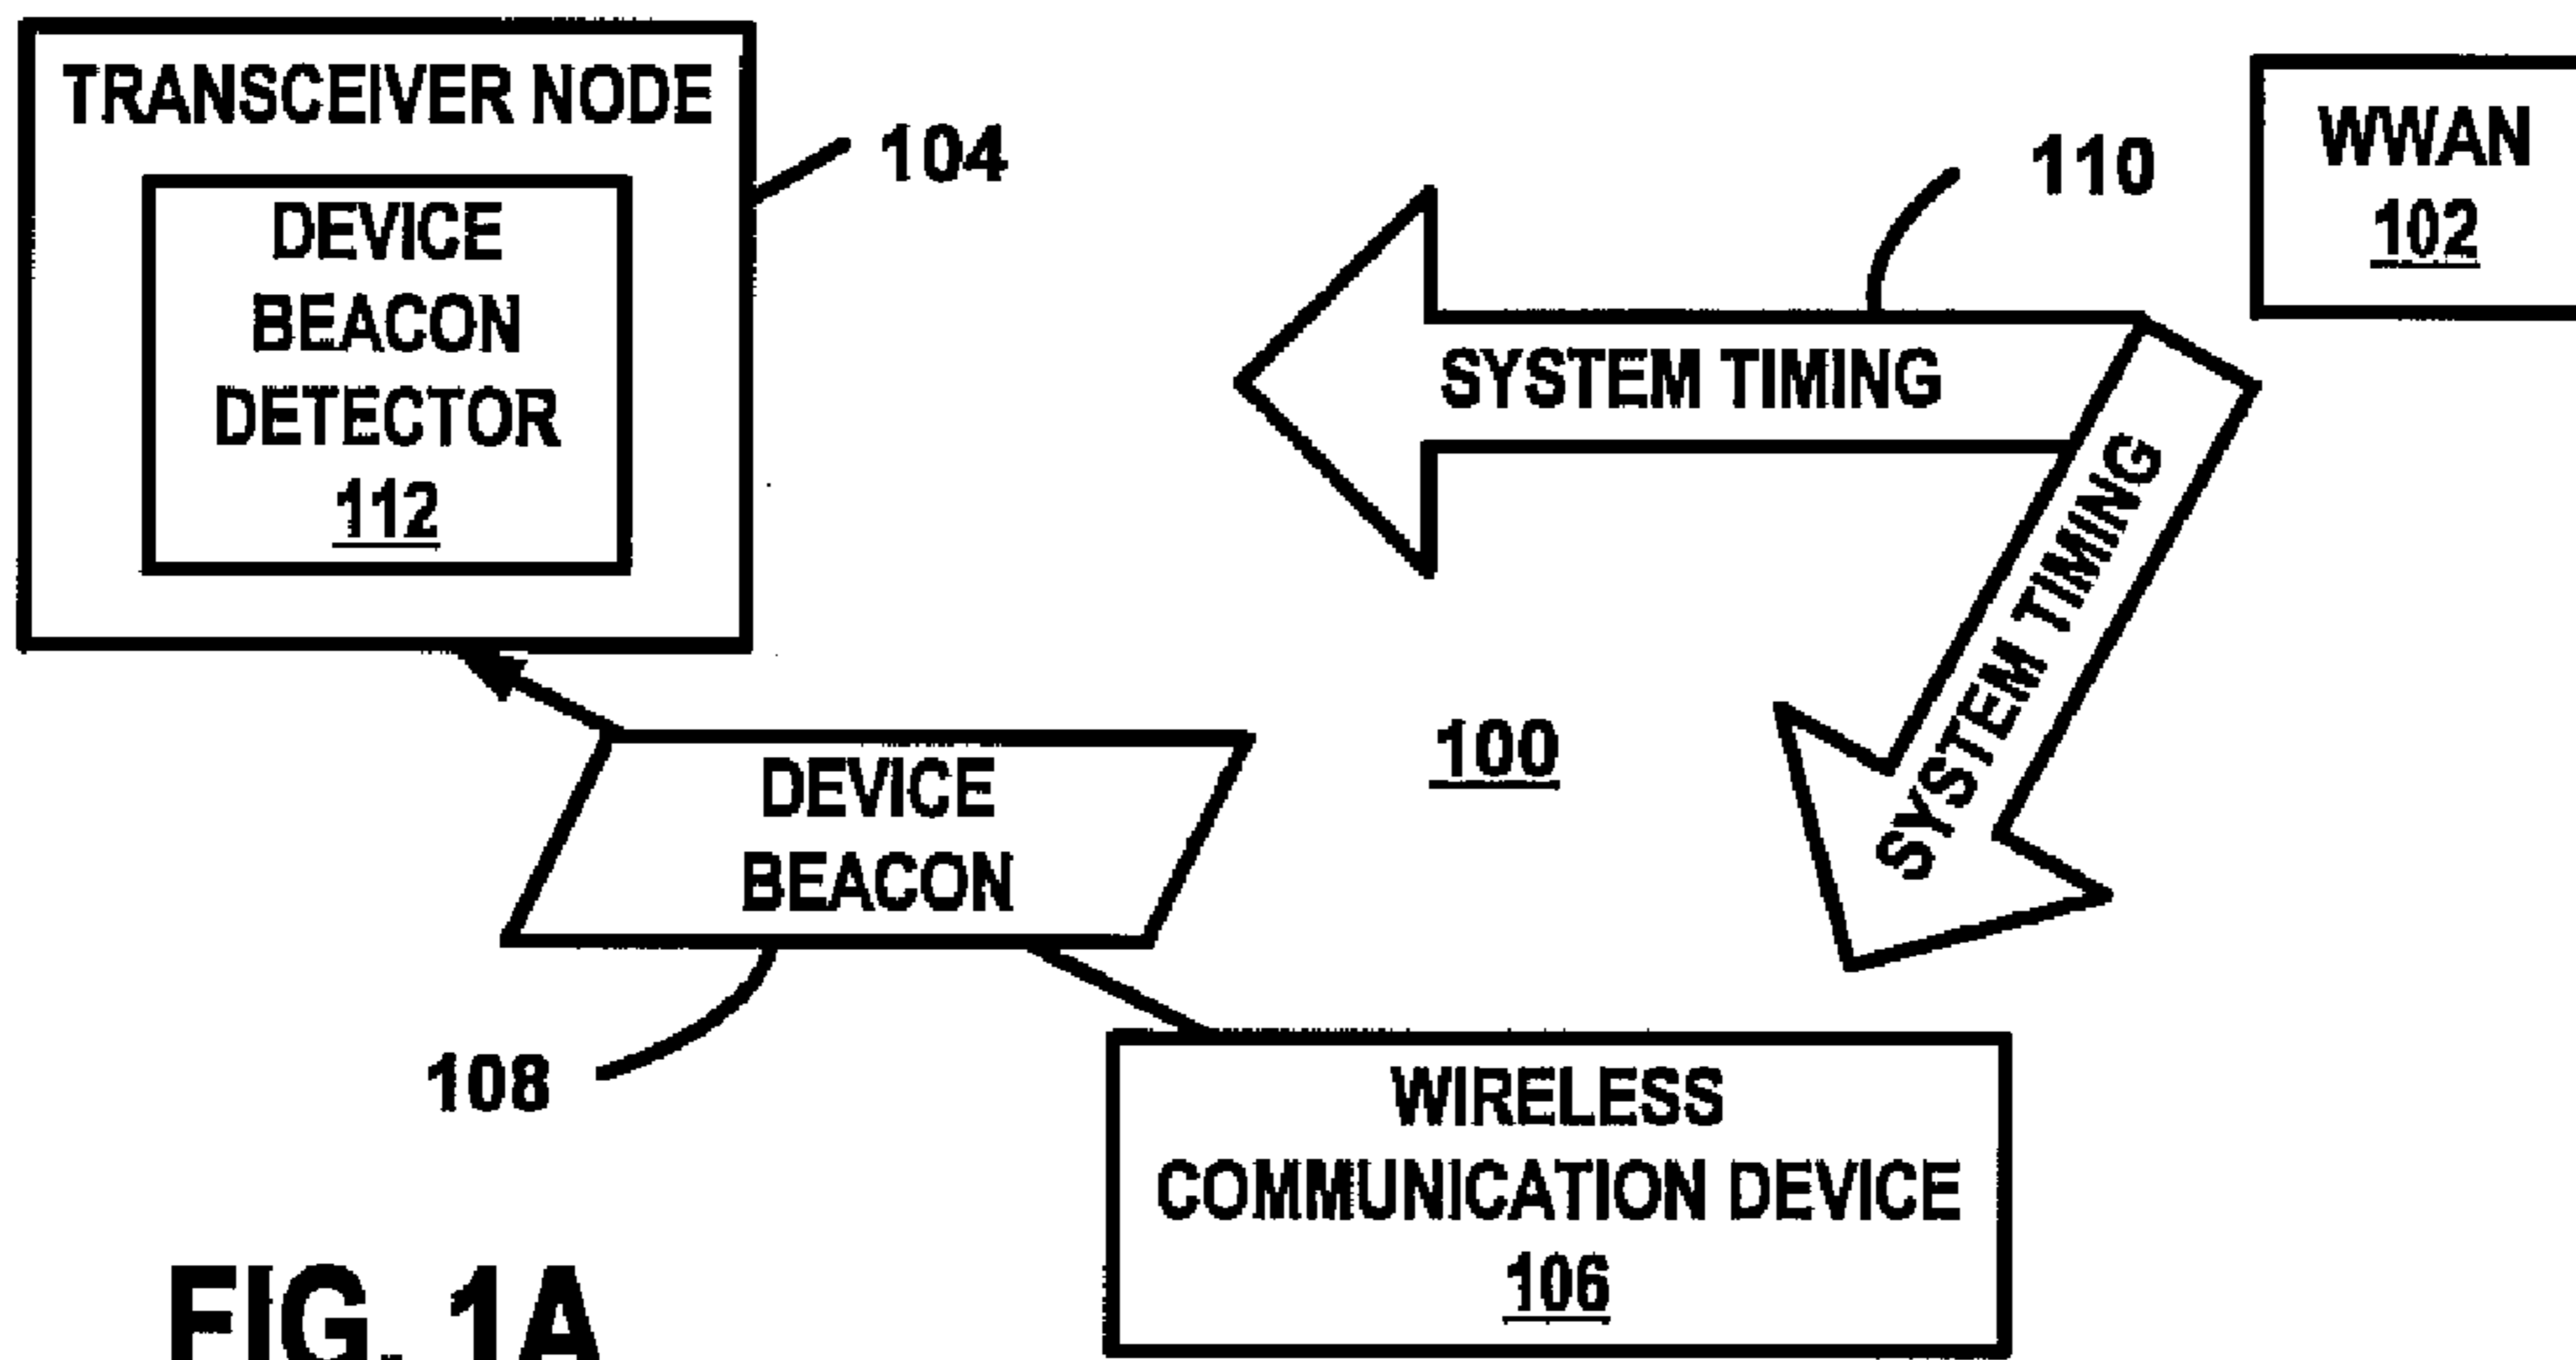 TRANSCEIVER NODE
DEVICE
BEACON
DETECTOR
112
104
110
WWAN
102
SYSTEM TIMING
SYSTEM TIMING
100
DEVICE
BEACON
108
WIRELESS
COMMUNICATION DEVICE
106
FIG. 1A